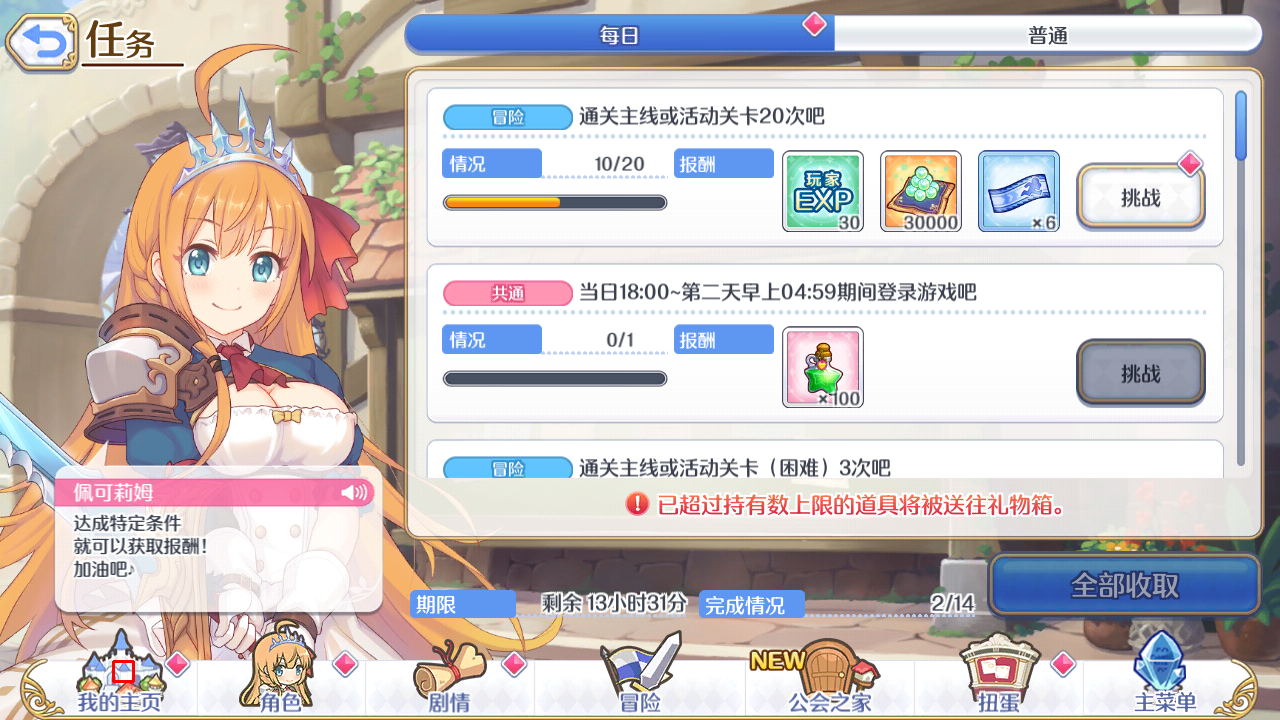 任务
每日
普通
冒险
通关主线或活动关卡20次吧
情况
10/20
报酬
玩家
EXP
30
30000
×6
挑战
共通
当日18:00~第二天早上04:59期间登录游戏吧
情况
0/1
报酬
×100
挑战
冒险
通关主线或活动关卡（困难）3次吧
!
已超过持有数上限的道具将被送往礼物箱。
佩可莉姆
达成特定条件
就可以获取报酬！
加油吧♪
期限
剩余 13小时31分
完成情况
2/14
全部收取
我的主页
角色
剧情
冒险
NEW
公会之家
扭蛋
主菜单